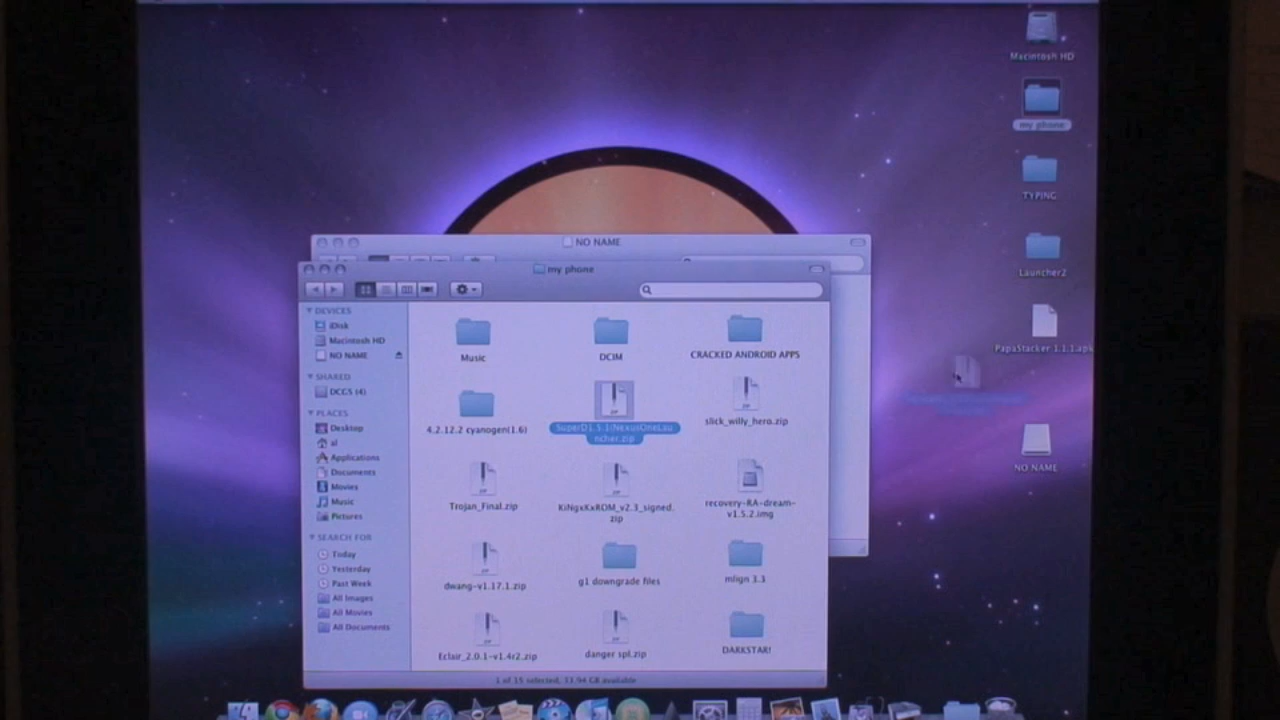 Macintosh HD
my phone
TYPING
Launcher2
PapaStacker 1.1.1.apk
NO NAME
NO NAME
my phone
DEVICES
iDisk
Macintosh HD
NO NAME
SHARED
DCGS (4)
PLACES
Desktop
al
Applications
Documents
Movies
Music
Pictures
SEARCH FOR
Today
Yesterday
Past Week
All Images
All Movies
All Documents
Music
DCIM
CRACKED ANDROID APPS
4.2.12.2 cyanogen(1.6)
ncher.zip
slick_willy_hero.zip
Trojan_Final.zip
KiNgxKxROM_v2.3_signed.
zip
recovery-RA-dream-
v1.5.2.img
dwang-v1.17.1.zip
g1 downgrade files
mlign 3.3
Eclair_2.0.1-v1.4r2.zip
danger spl.zip
DARKSTAR!
1 of 15 selected, 33.94 GB available